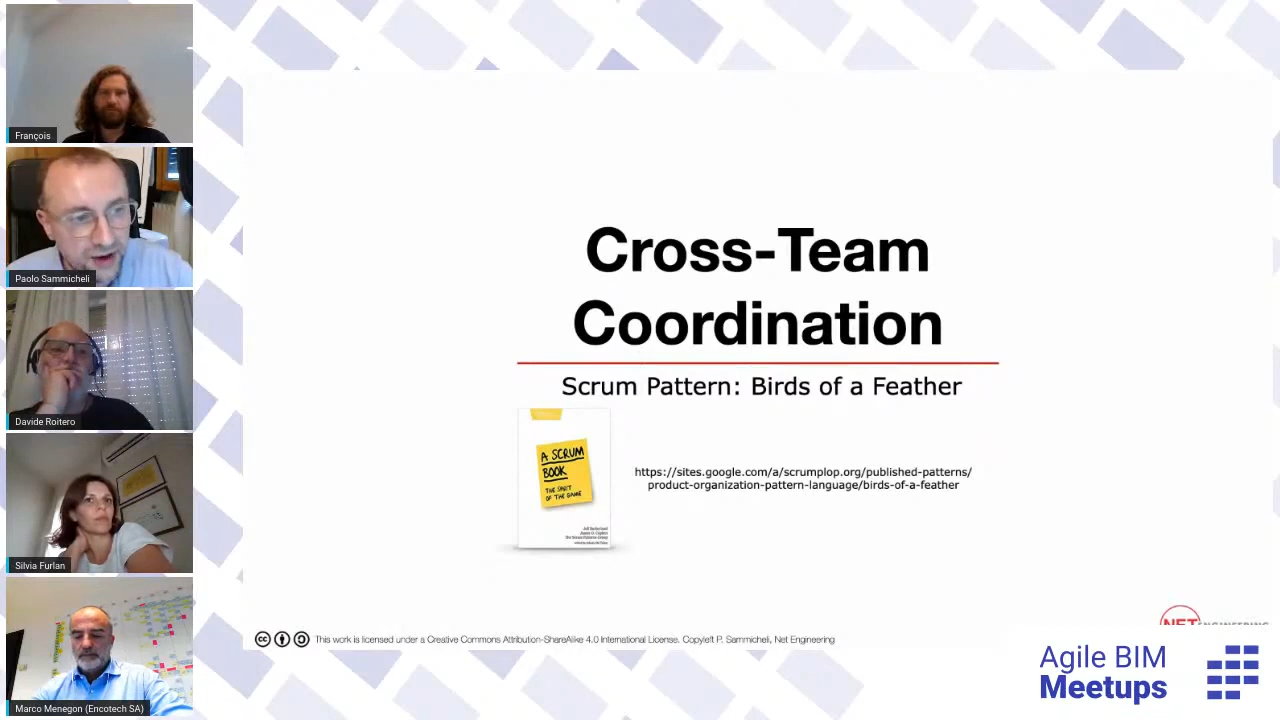 François
Paolo Sammicheli
Davide Roitero
Silvia Furlan
Marco Menegon (Encotech SA)
Cross-Team
Coordination
Scrum Pattern: Birds of a Feather
A SCRUM
BOOK
THE SPIRIT
OF THE GAME
https://sites.google.com/a/scrumplop.org/published-patterns/
product-organization-pattern-language/birds-of-a-feather
This work is licensed under a Creative Commons Attribution-ShareAlike 4.0 International License. Copyleft P. Sammicheli, Net Engineering
NET ENGINEERING
Agile BIM
Meetups